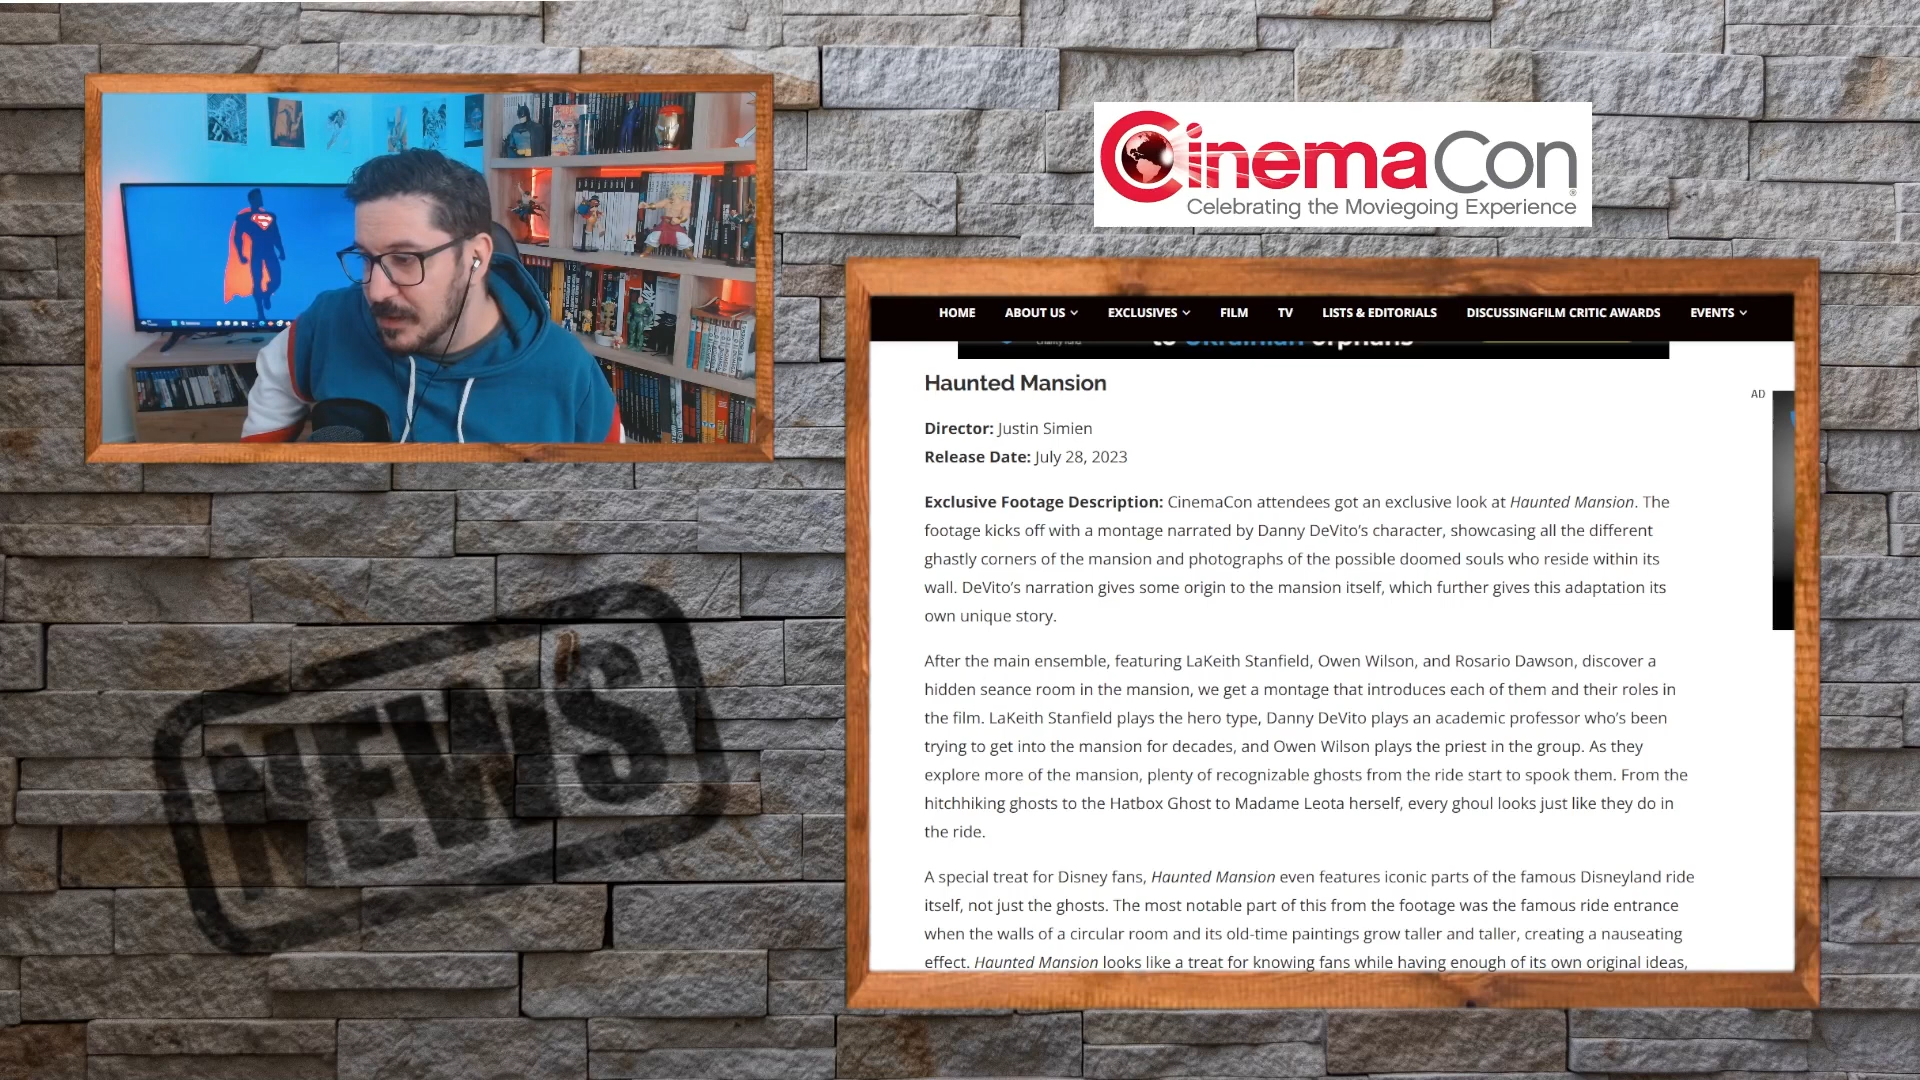 CinemaCon
Celebrating the Moviegoing Experience
HOME ABOUT US EXCLUSIVES FILM TV LISTS & EDITORIALS DISCUSSINGFILM CRITIC AWARDS EVENTS
to Ukrainian orphans
Haunted Mansion
AD
Director: Justin Simien
Release Date: July 28, 2023
Exclusive Footage Description: CinemaCon attendees got an exclusive look at Haunted Mansion. The
footage kicks off with a montage narrated by Danny DeVito’s character, showcasing all the different
ghastly corners of the mansion and photographs of the possible doomed souls who reside within its
wall. DeVito’s narration gives some origin to the mansion itself, which further gives this adaptation its
own unique story.
After the main ensemble, featuring LaKeith Stanfield, Owen Wilson, and Rosario Dawson, discover a
hidden seance room in the mansion, we get a montage that introduces each of them and their roles in
the film. LaKeith Stanfield plays the hero type, Danny DeVito plays an academic professor who’s been
trying to get into the mansion for decades, and Owen Wilson plays the priest in the group. As they
explore more of the mansion, plenty of recognizable ghosts from the ride start to spook them. From the
hitchhiking ghosts to the Hatbox Ghost to Madame Leota herself, every ghoul looks just like they do in
the ride.
A special treat for Disney fans, Haunted Mansion even features iconic parts of the famous Disneyland ride
itself, not just the ghosts. The most notable part of this from the footage was the famous ride entrance
when the walls of a circular room and its old-time paintings grow taller and taller, creating a nauseating
effect. Haunted Mansion looks like a treat for knowing fans while having enough of its own original ideas,
NEW'S